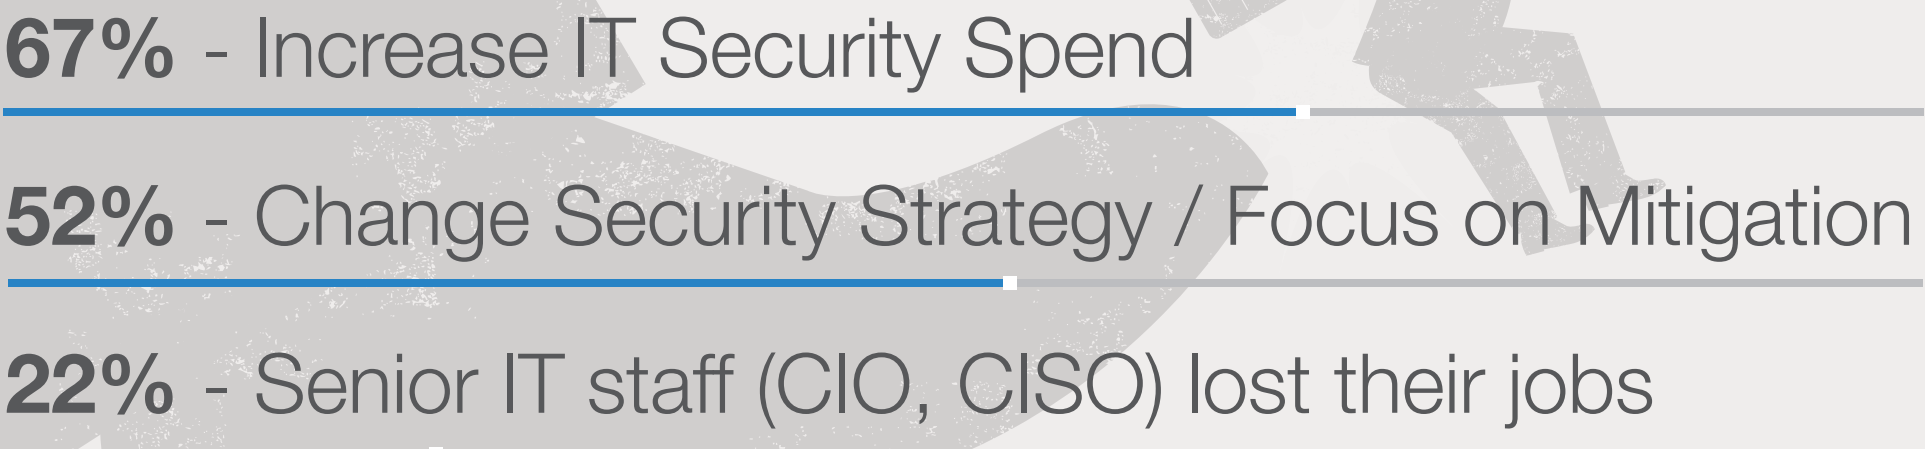 67% - Increase IT Security Spend
52% - Change Security Strategy / Focus on Mitigation
22% - Senior IT staff (CIO, CISO) lost their jobs